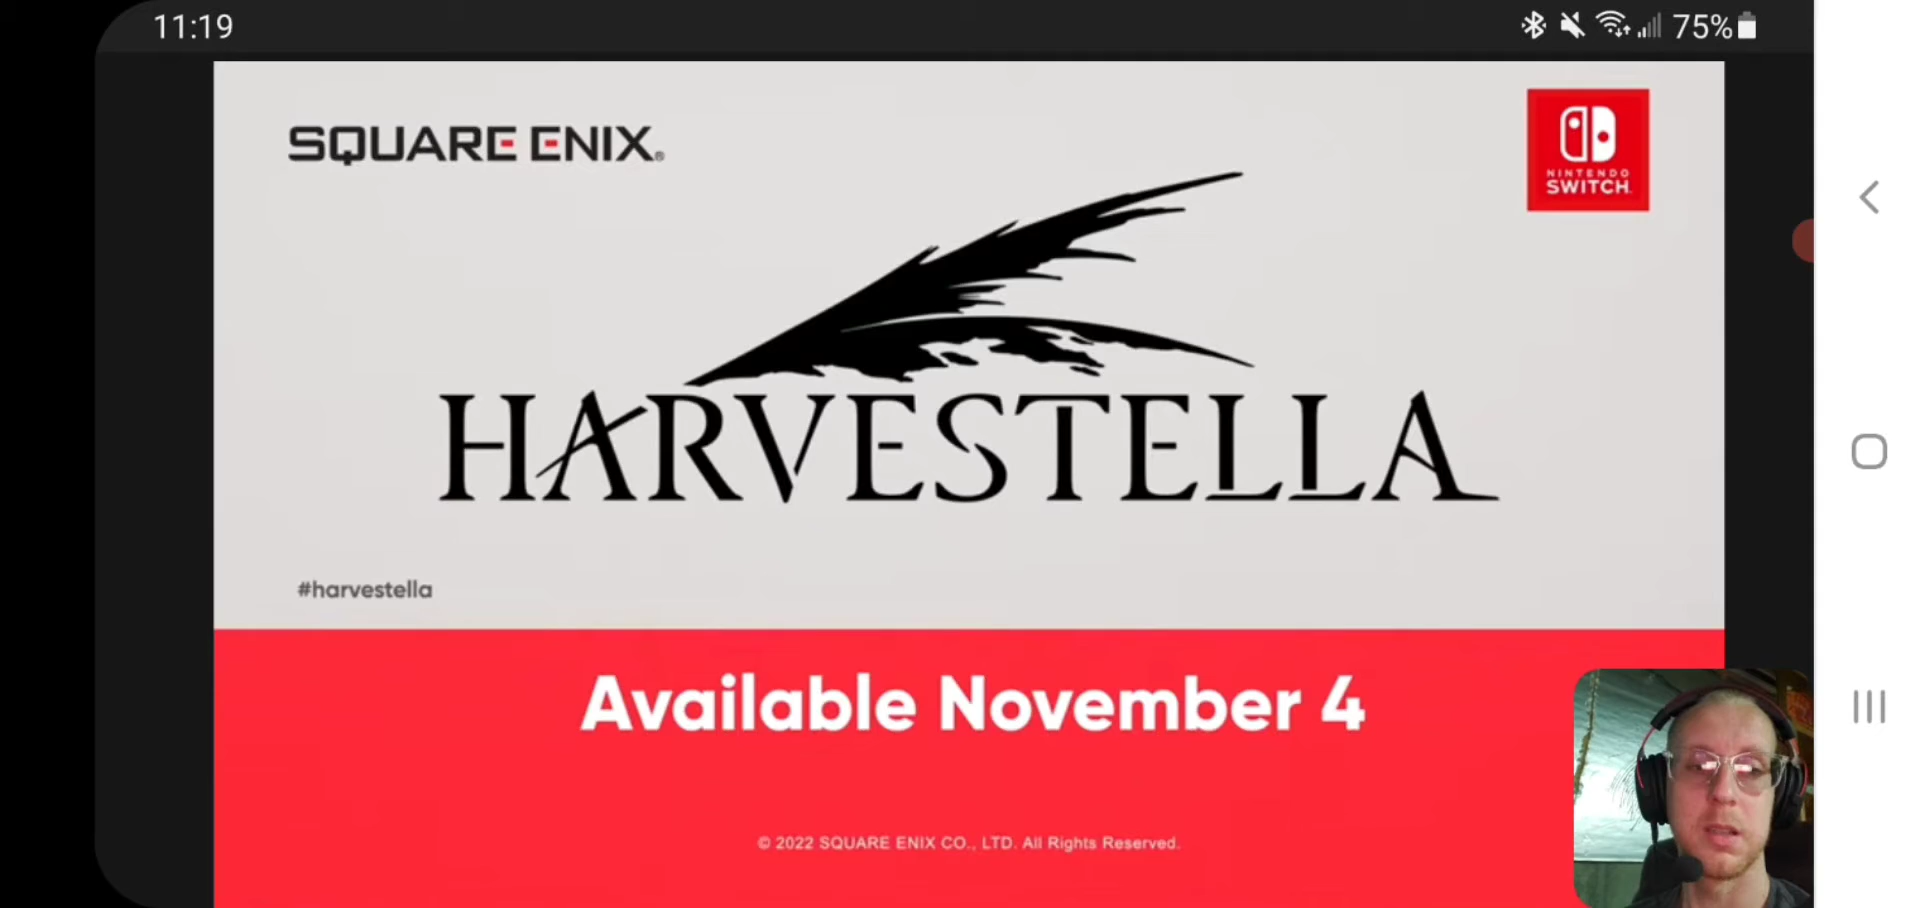 11:19
75%
SQUARE ENIX®
NINTENDO
SWITCH™
HARVESTELLA
#harvestella
Available November 4
© 2022 SQUARE ENIX CO., LTD. All Rights Reserved.